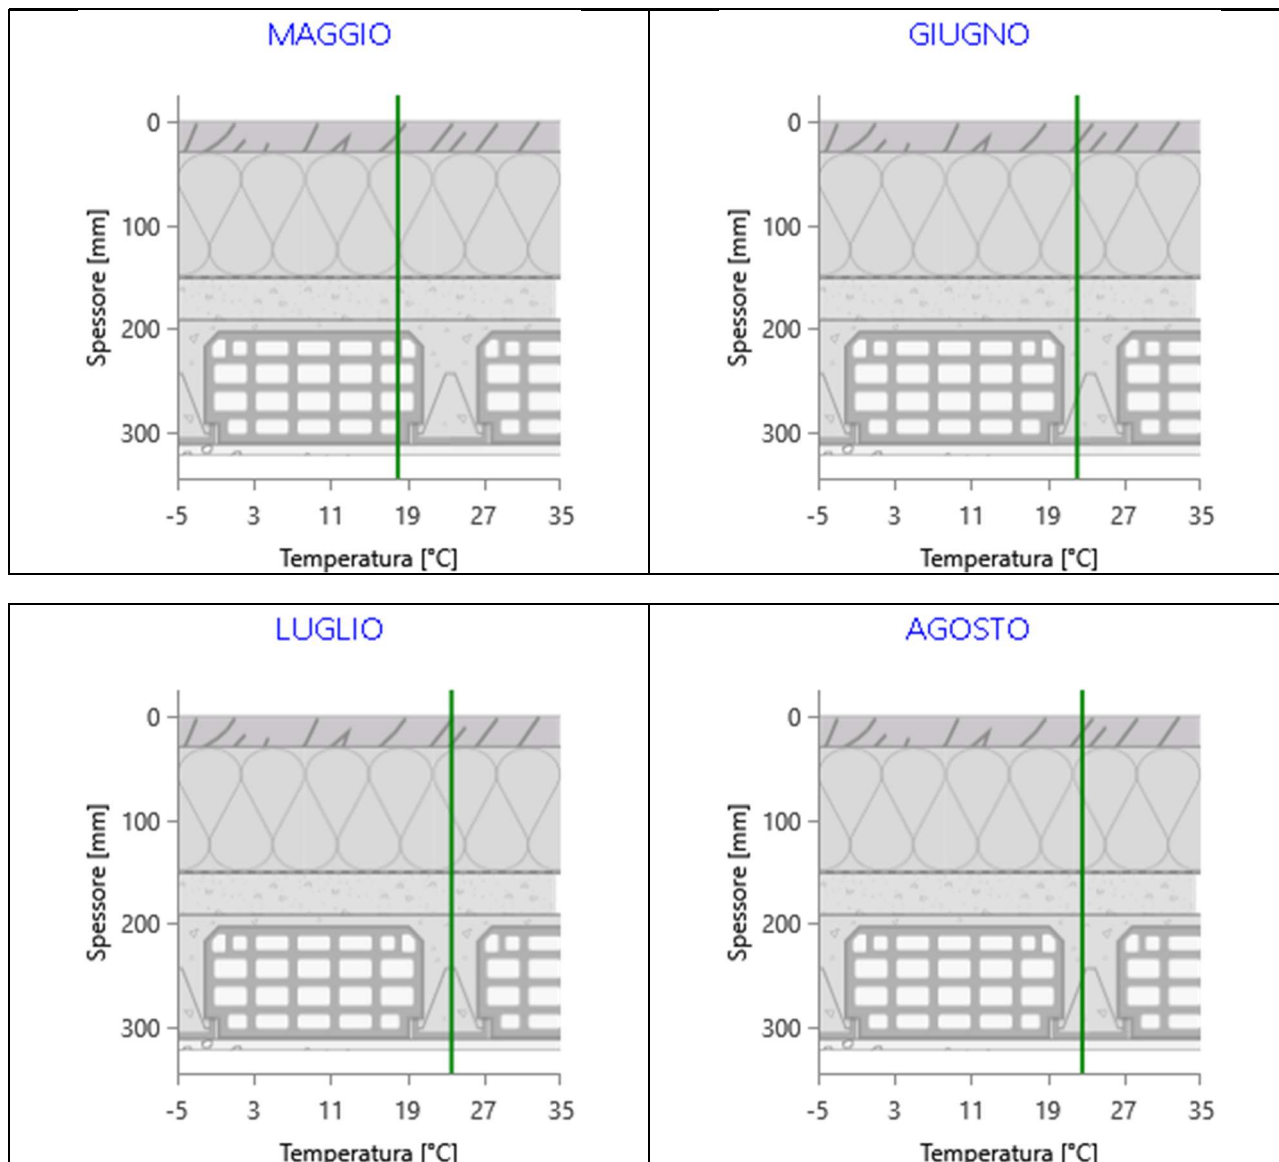 MAGGIO
0
100
200
300
Spessore [mm]
-5 3 11 19 27 35
Temperatura [°C]
GIUGNO
0
100
200
300
Spessore [mm]
-5 3 11 19 27 35
Temperatura [°C]
LUGLIO
0
100
200
300
Spessore [mm]
-5 3 11 19 27 35
Temperatura [°C]
AGOSTO
0
100
200
300
Spessore [mm]
-5 3 11 19 27 35
Temperatura [°C]